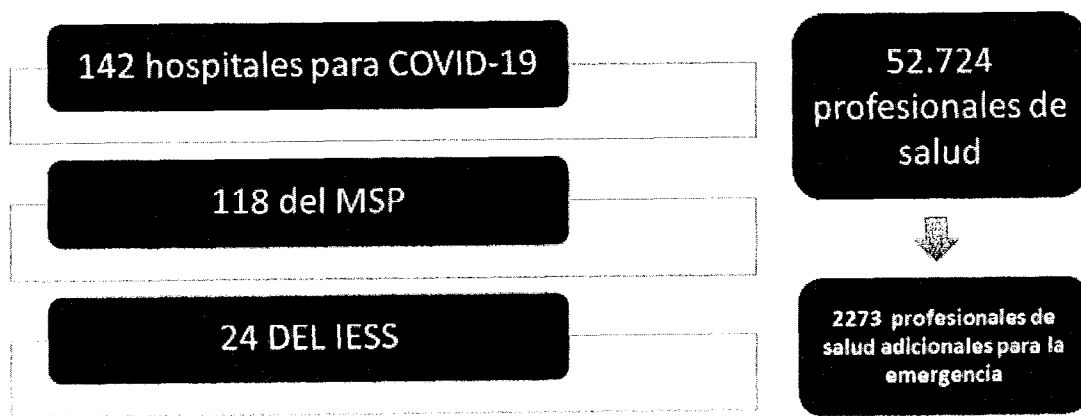 142 hospitales para COVID-19
118 del MSP
24 DEL IESS
52.724
profesionales de
salud
2273 profesionales de
salud adicionales para la
emergencia